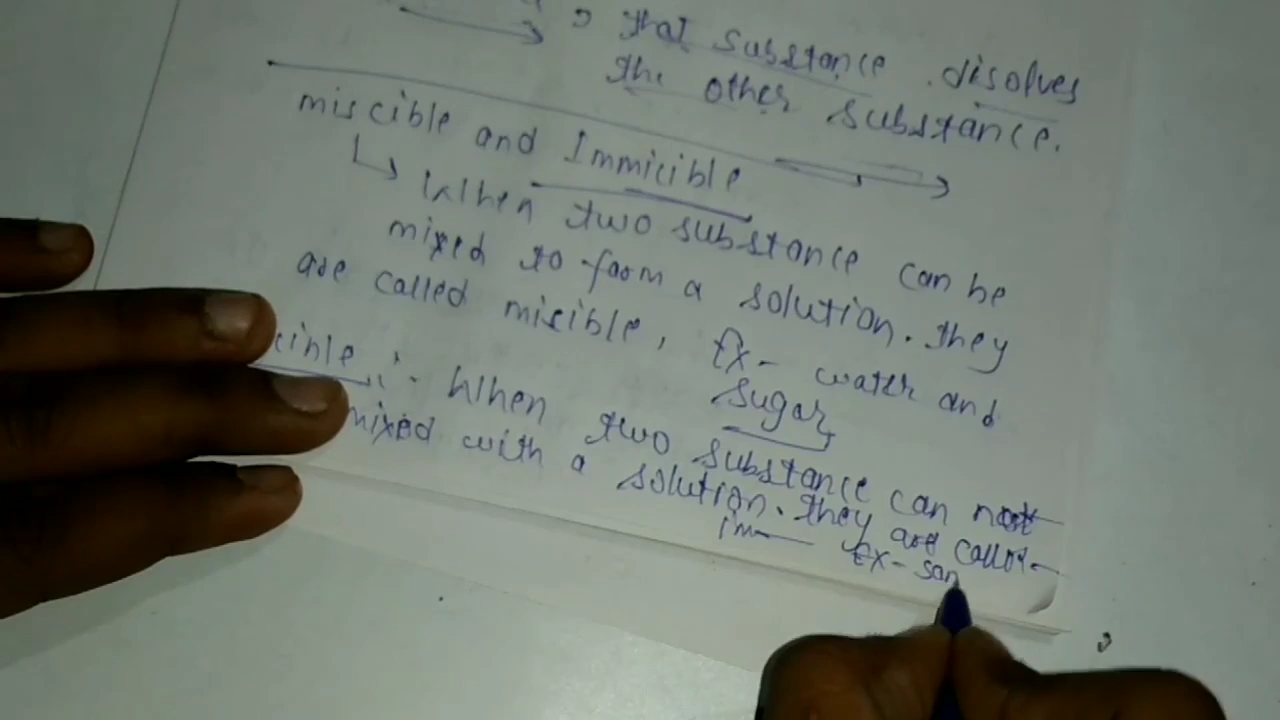 that substance disolves
the other substance.
miscible and Immicible
When two substance can be
mixed to form a solution. They
are called misible, Ex- water and
sugar
cible :- When two substance can not
mixed with a solution. They are called
im
Ex- san